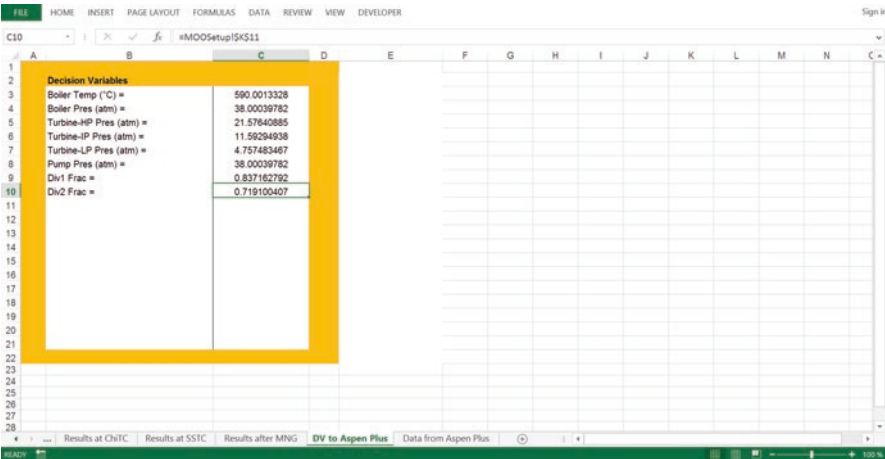 FILE HOME INSERT PAGE LAYOUT FORMULAS DATA REVIEW VIEW DEVELOPER Sign in
C10 fx =MOOSetup!$K$11
A B C D E F G H I J K L M N
1
2 Decision Variables
3 Boiler Temp (°C) = 590.0013328
4 Boiler Pres (atm) = 38.00039782
5 Turbine-HP Pres (atm) = 21.57640885
6 Turbine-IP Pres (atm) = 11.59294938
7 Turbine-LP Pres (atm) = 4.757483467
8 Pump Pres (atm) = 38.00039782
9 Div1 Frac = 0.837162792
10 Div2 Frac = 0.719100407
11
12
13
14
15
16
17
18
19
20
21
22
23
24
25
26
27
28
... Results at ChiTC Results at SSTC Results after MNG DV to Aspen Plus Data from Aspen Plus
READY 100%